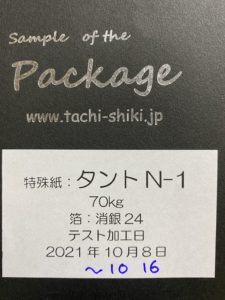 Sample of the
Package
www.tachi-shiki.jp
特殊紙：タントN-1
70kg
箔：消銀24
テスト加工日
2021年10月8日
～10 16